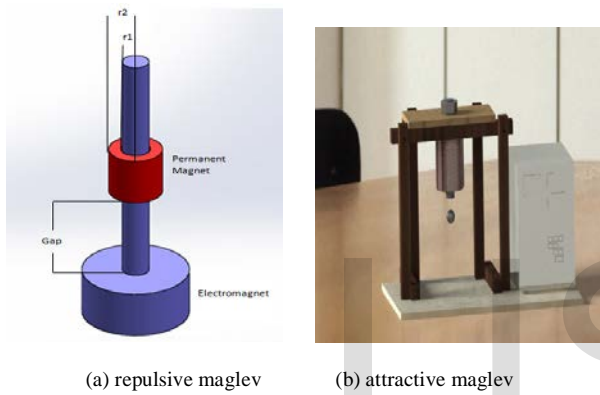 r2
r1
Permanent
Magnet
Gap
Electromagnet
(a) repulsive maglev
(b) attractive maglev